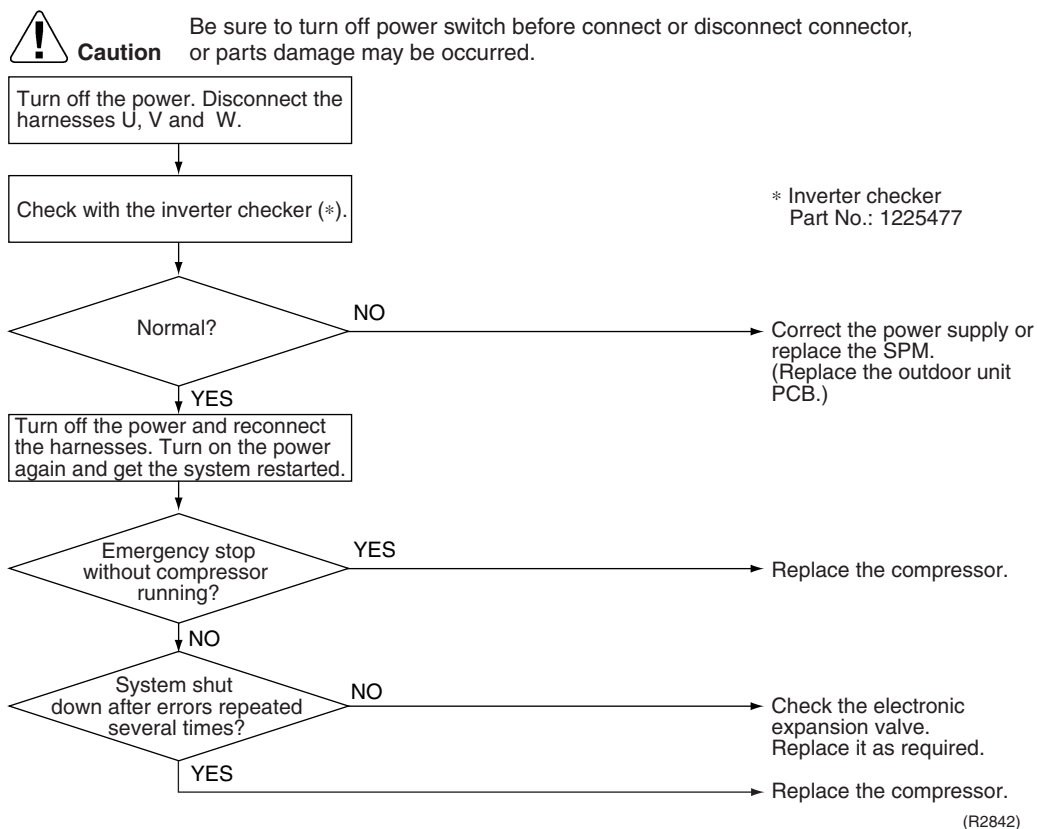 Be sure to turn off power switch before connect or disconnect connector,
Caution or parts damage may be occurred.
Turn off the power. Disconnect the
harnesses U, V and W.
Check with the inverter checker (*).
* Inverter checker
Part No.: 1225477
Normal?
NO
Correct the power supply or
replace the SPM.
(Replace the outdoor unit
PCB.)
YES
Turn off the power and reconnect
the harnesses. Turn on the power
again and get the system restarted.
Emergency stop
without compressor
running?
YES
Replace the compressor.
NO
System shut
down after errors repeated
several times?
NO
Check the electronic
expansion valve.
Replace it as required.
YES
Replace the compressor.
(R2842)